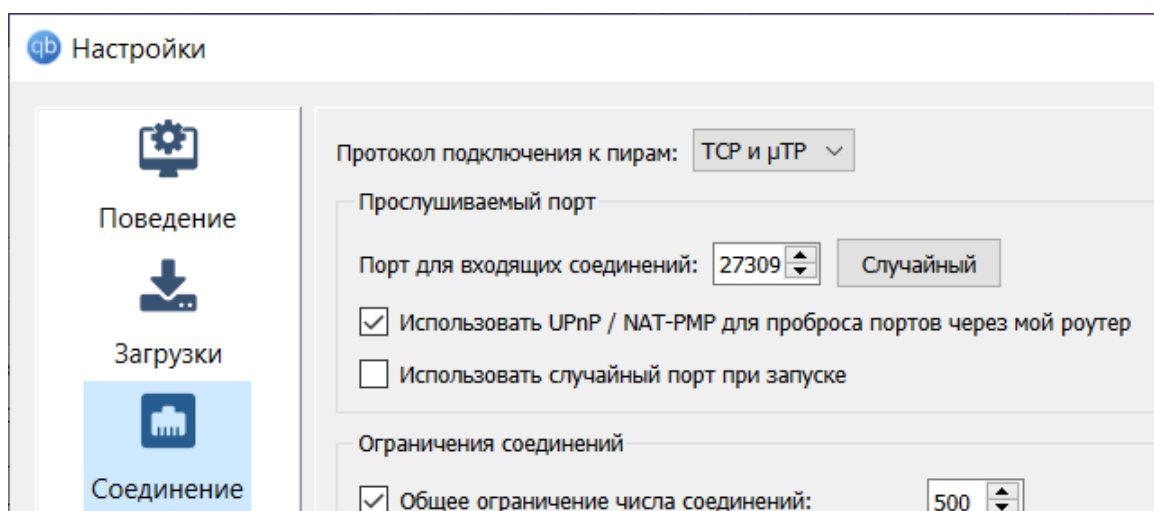 qb Настройки
Протокол подключения к пирам: TCP и μTP
Прослушиваемый порт
Поведение
Порт для входящих соединений: 27309 Случайный
Использовать UPnP / NAT-PMP для проброса портов через мой роутер
Загрузки
Использовать случайный порт при запуске
Ограничения соединений
Соединение
Общее ограничение числа соединений: 500